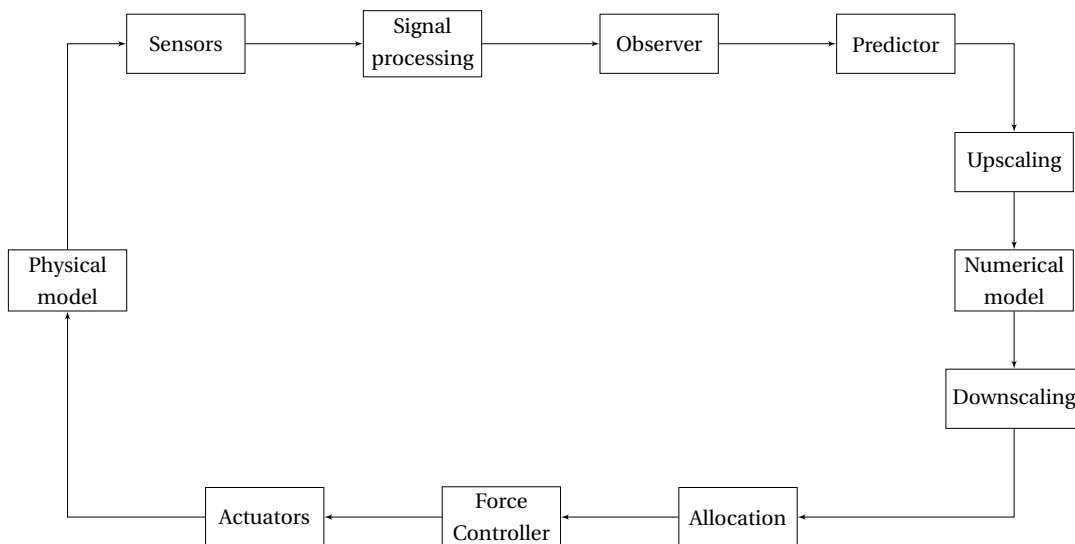 Sensors
Signal
processing
Observer
Predictor
Upscaling
Physical
model
Numerical
model
Downscaling
Actuators
Force
Controller
Allocation